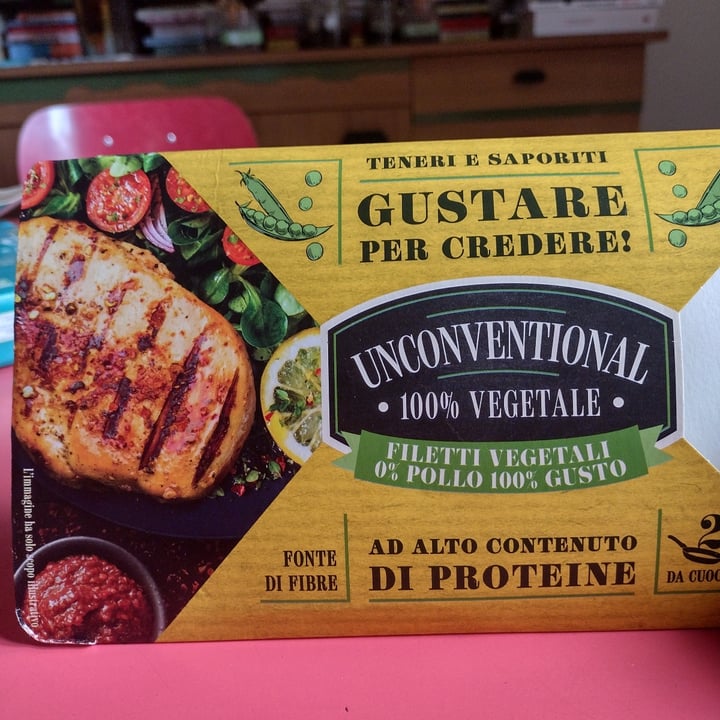 TENERI E SAPORITI
GUSTARE
PER CREDERE!
UNCONVENTIONAL
• 100% VEGETALE •
FILETTI VEGETALI
0% POLLO 100% GUSTO
FONTE
DI FIBRE
AD ALTO CONTENUTO
DI PROTEINE
2
DA CUOC
L'immagine ha solo scopo illustrativo